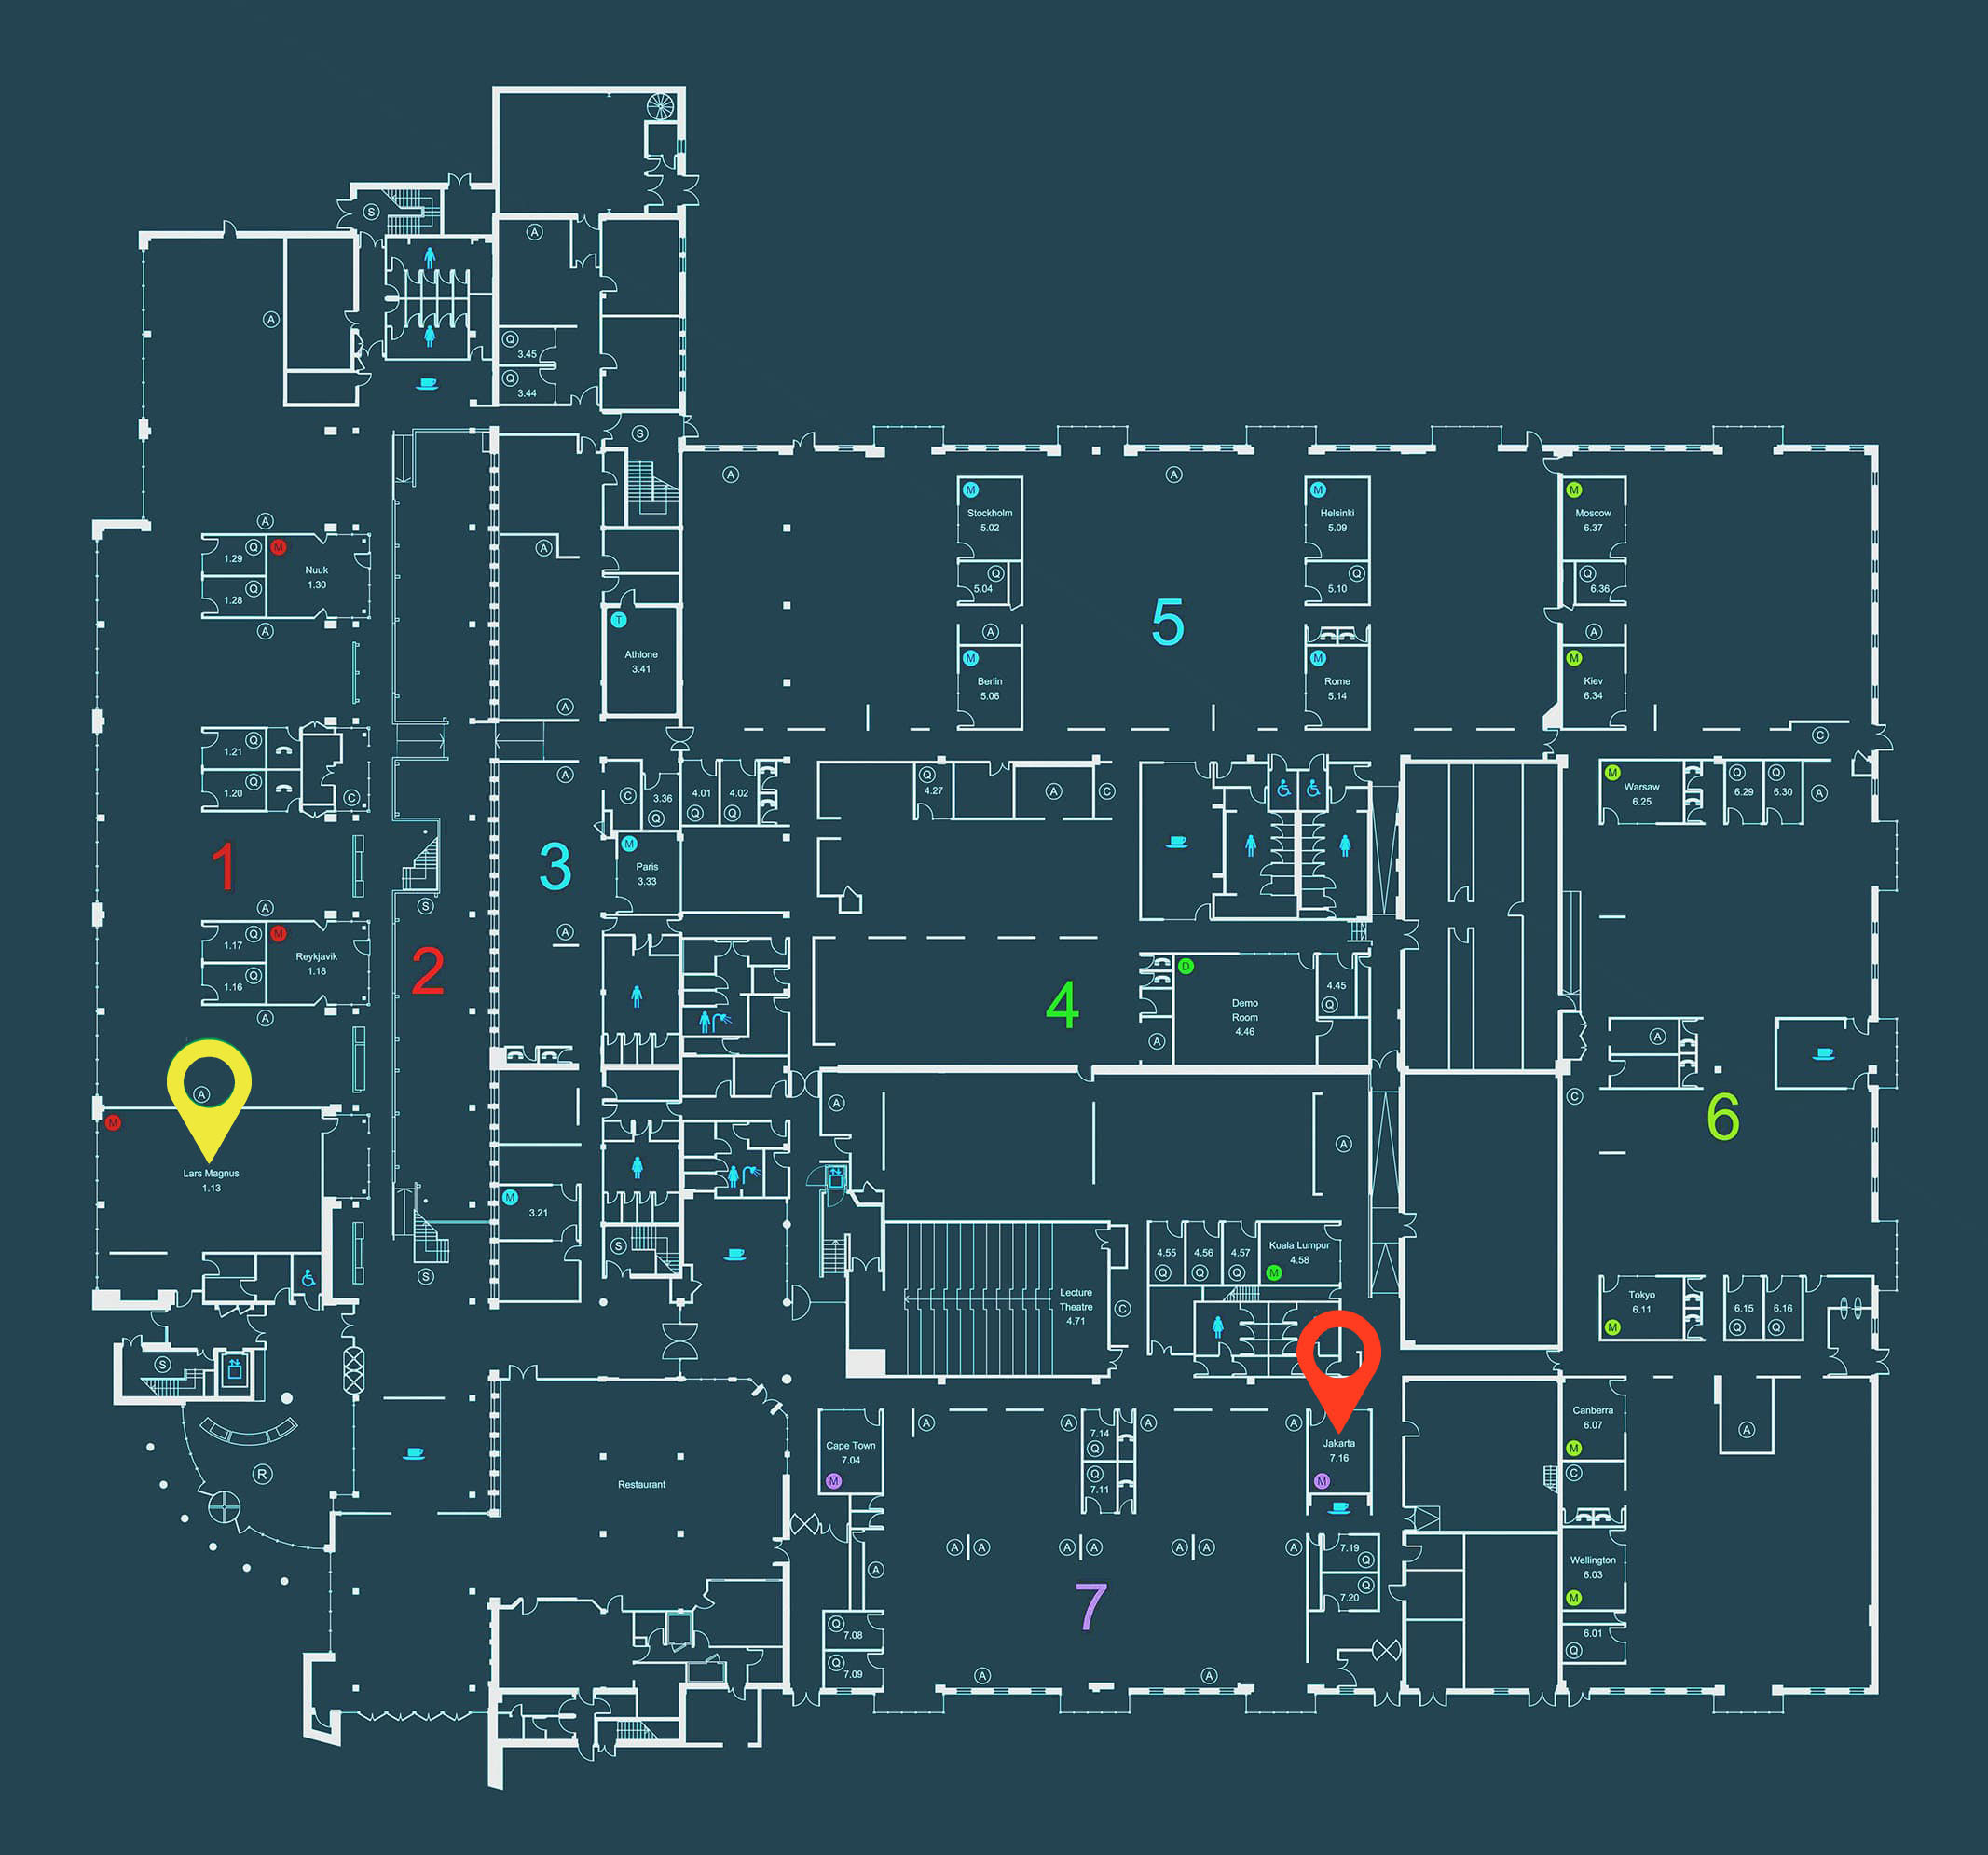 S
A
A
Q
3.45
Q
3.44
S
A
A
M
Stockholm
5.02
M
Helsinki
5.09
M
Moscow
6.37
A
Q
1.29
M
Nuuk
1.30
Q
1.28
A
A
Q
5.04
Q
5.10
Q
6.36
T
Athlone
3.41
5
A
A
M
Berlin
5.06
M
Rome
5.14
M
Kiev
6.34
A
C
1.21
Q
1.20
Q
C
A
C
3.36
Q
4.01
Q
4.02
Q
Q
4.27
A
C
M
Warsaw
6.25
Q
6.29
Q
6.30
A
1
3
M
Paris
3.33
A
S
A
1.17
Q
M
Reykjavik
1.18
1.16
Q
A
2
4
D
Demo
Room
4.46
4.45
Q
A
A
A
M
Lars Magnus
1.13
A
A
C
6
M
3.21
S
S
4.55
Q
4.56
Q
4.57
Q
Kuala Lumpur
4.58
M
Lecture
Theatre
4.71
C
Tokyo
6.11
M
6.15
Q
6.16
Q
S
R
Restaurant
Cape Town
7.04
M
A
A
7.14
Q
A
A
Q
7.11
Jakarta
7.16
M
Canberra
6.07
M
C
A
A
A
A
A
A
A
A
A
7.19
Q
Q
7.20
Wellington
6.03
M
7
Q
7.08
Q
7.09
A
A
6.01
Q